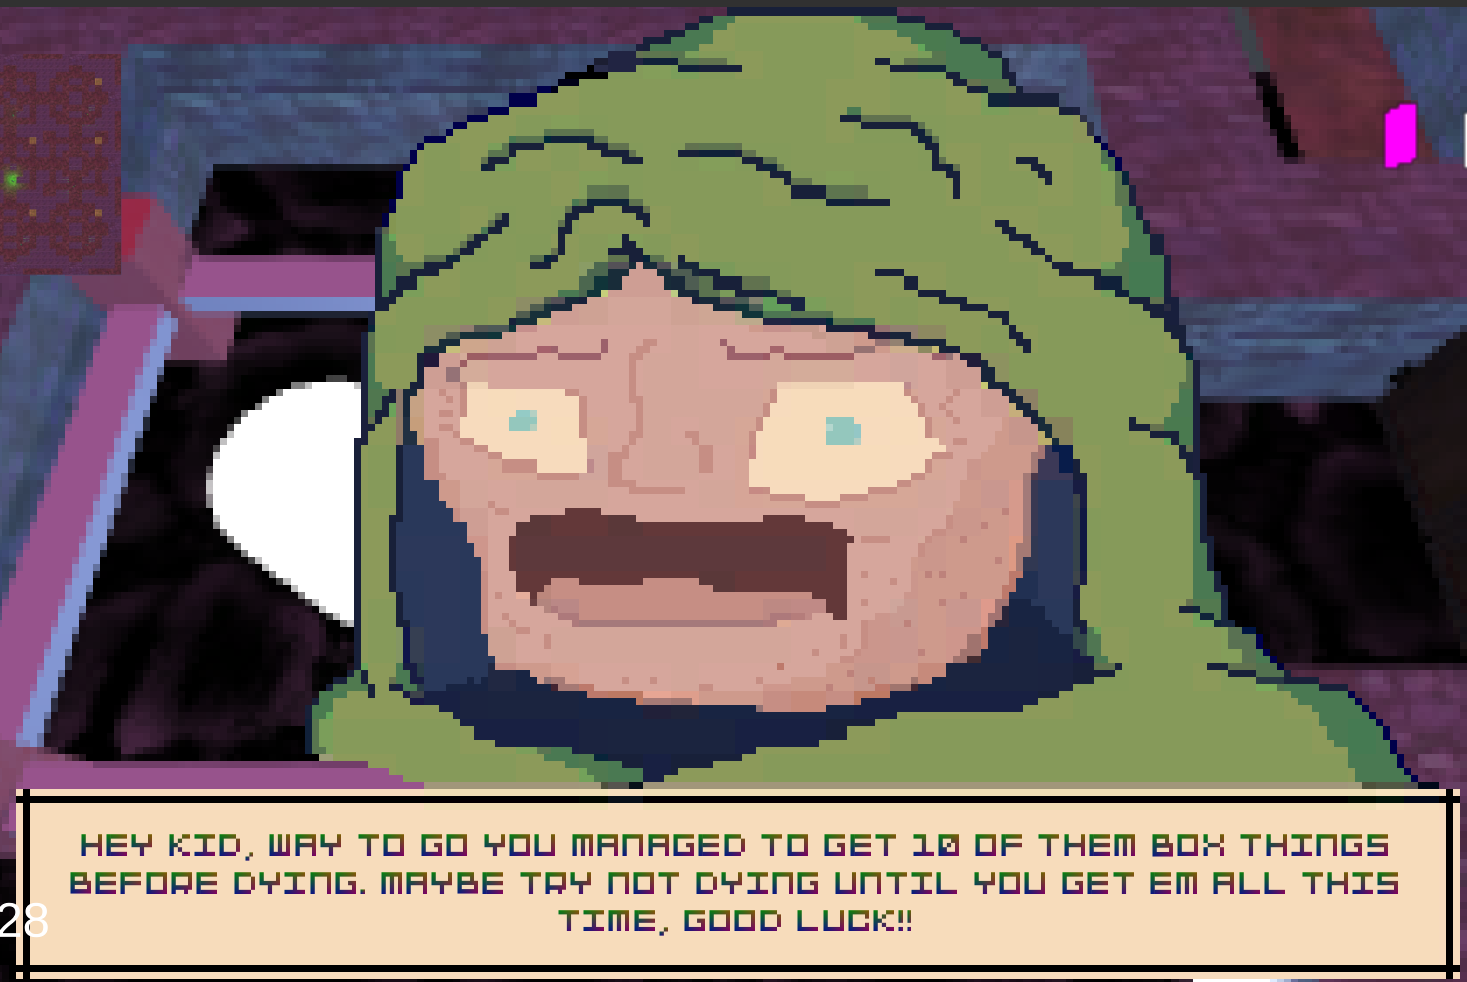 HEY KID, WAY TO GO YOU MANAGED TO GET 10 OF THEM BOX THINGS
BEFORE DYING. MAYBE TRY NOT DYING UNTIL YOU GET EM ALL THIS
TIME, GOOD LUCK!!
28